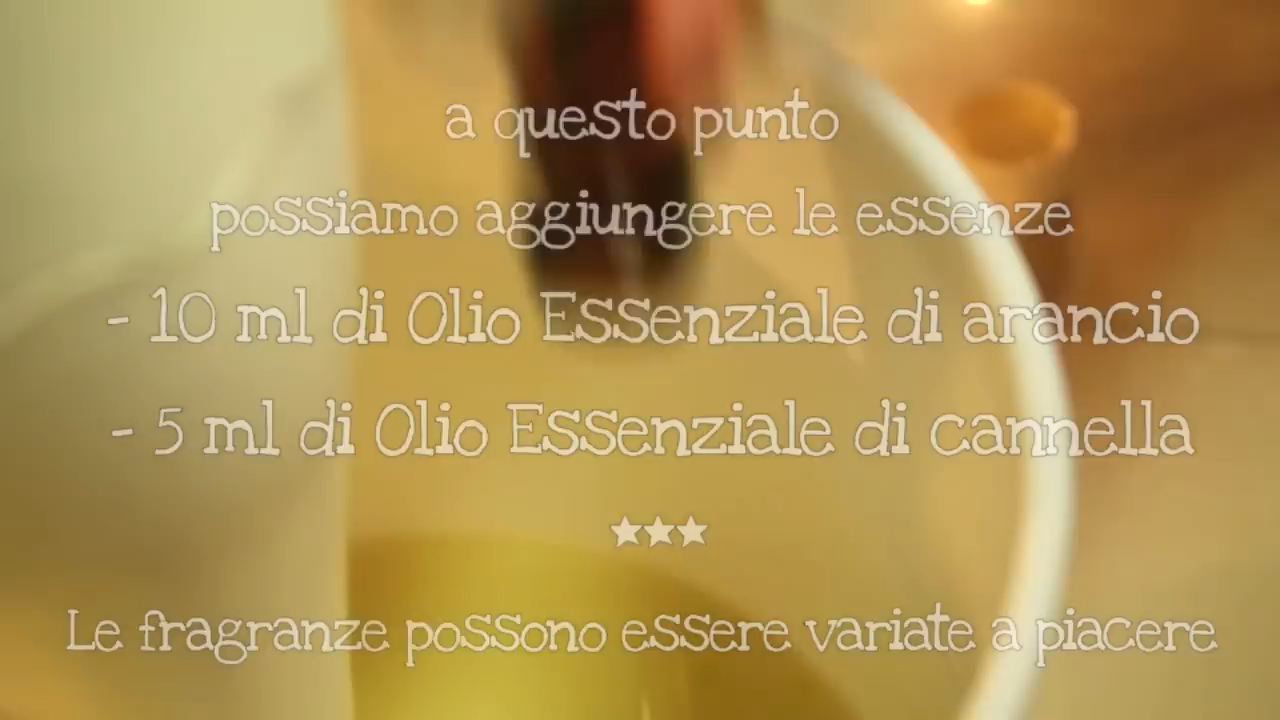 a questo punto
possiamo aggiungere le essenze
- 10 ml di Olio Essenziale di arancio
- 5 ml di Olio Essenziale di cannella
★★★
Le fragranze possono essere variate a piacere